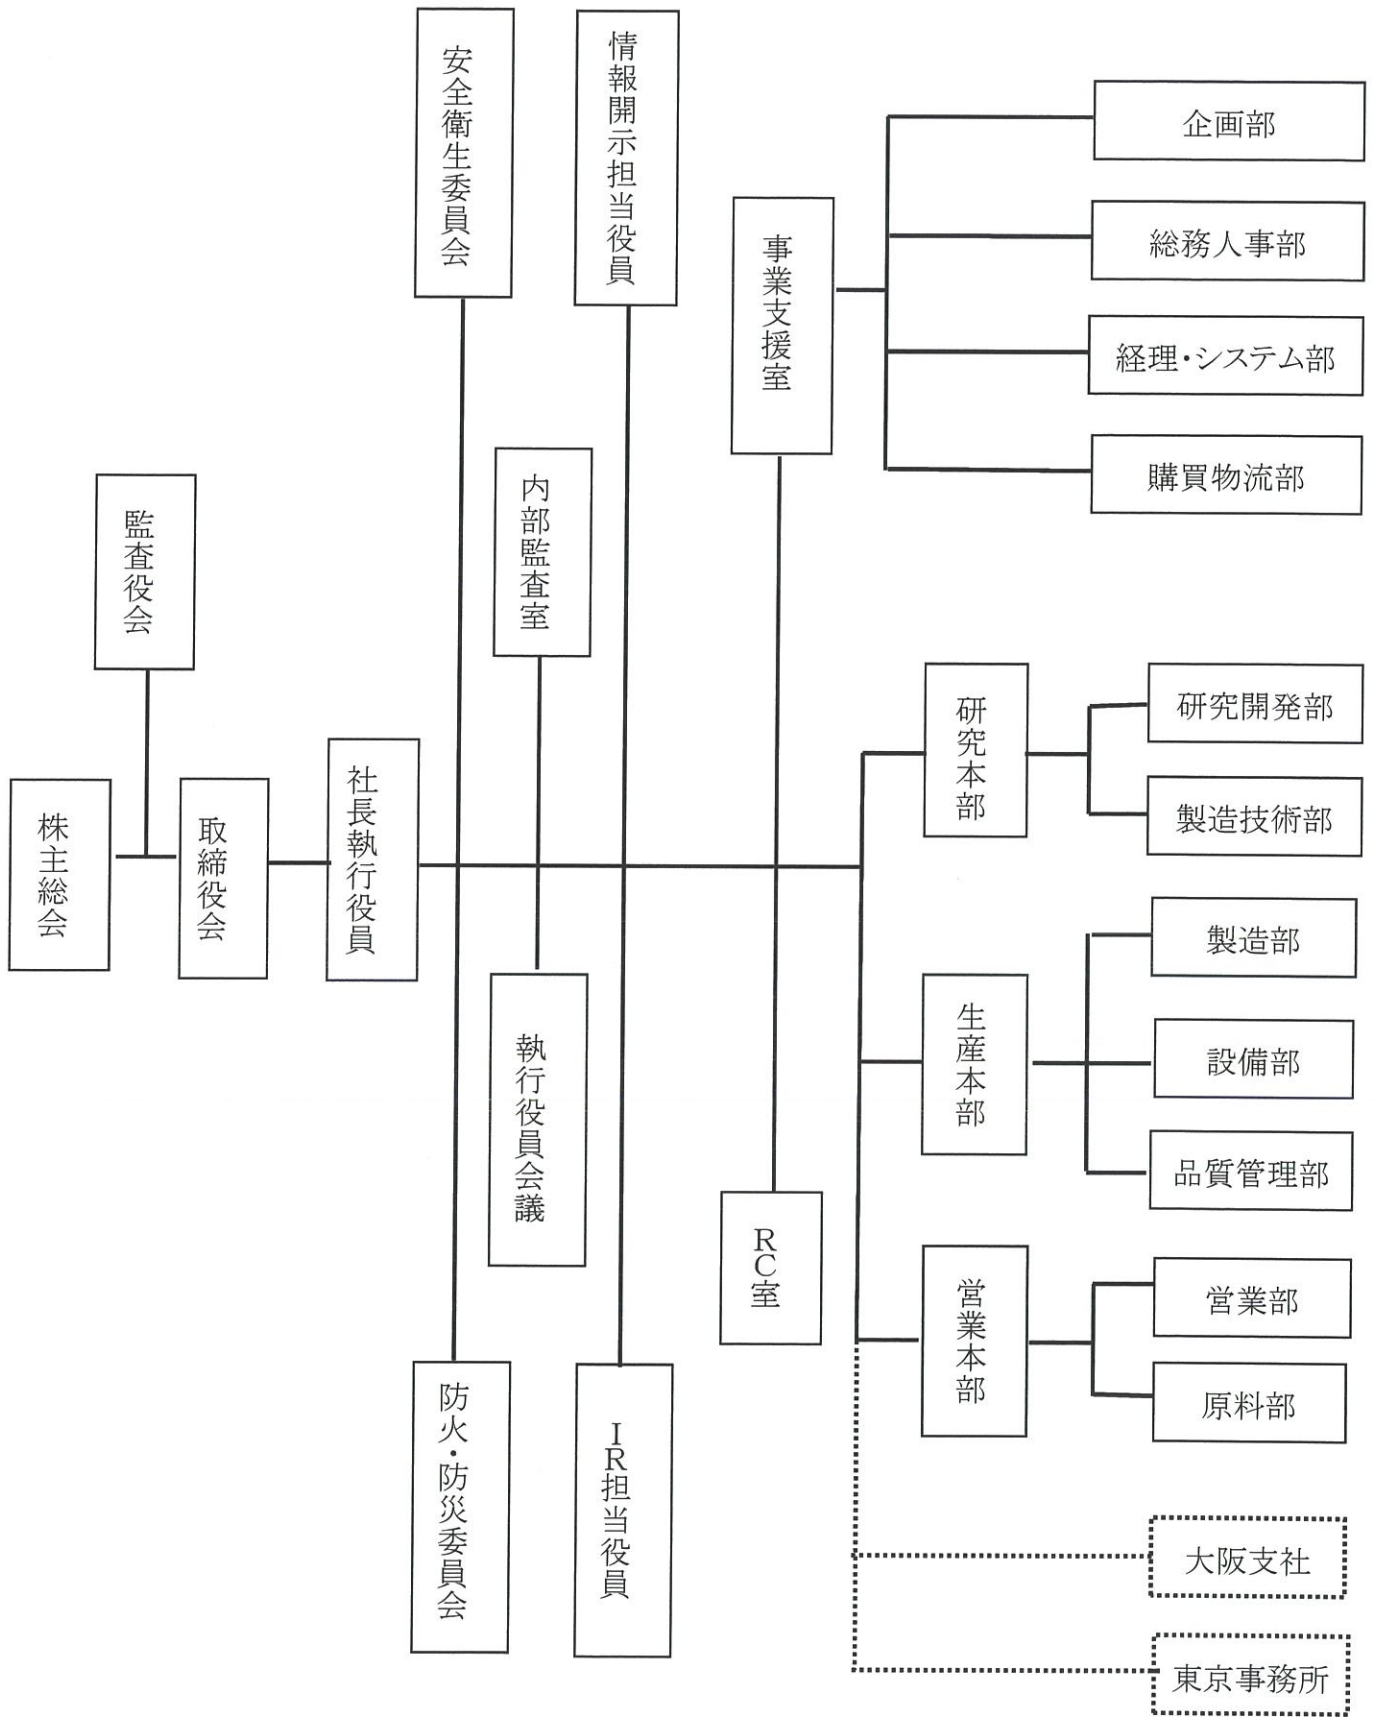 株主総会
監査役会
取締役会
社長執行役員
安全衛生委員会
防火・防災委員会
内部監査室
執行役員会議
情報開示担当役員
IR担当役員
事業支援室
RC室
企画部
総務人事部
経理・システム部
購買物流部
研究本部
研究開発部
製造技術部
生産本部
製造部
設備部
品質管理部
営業本部
営業部
原料部
大阪支社
東京事務所